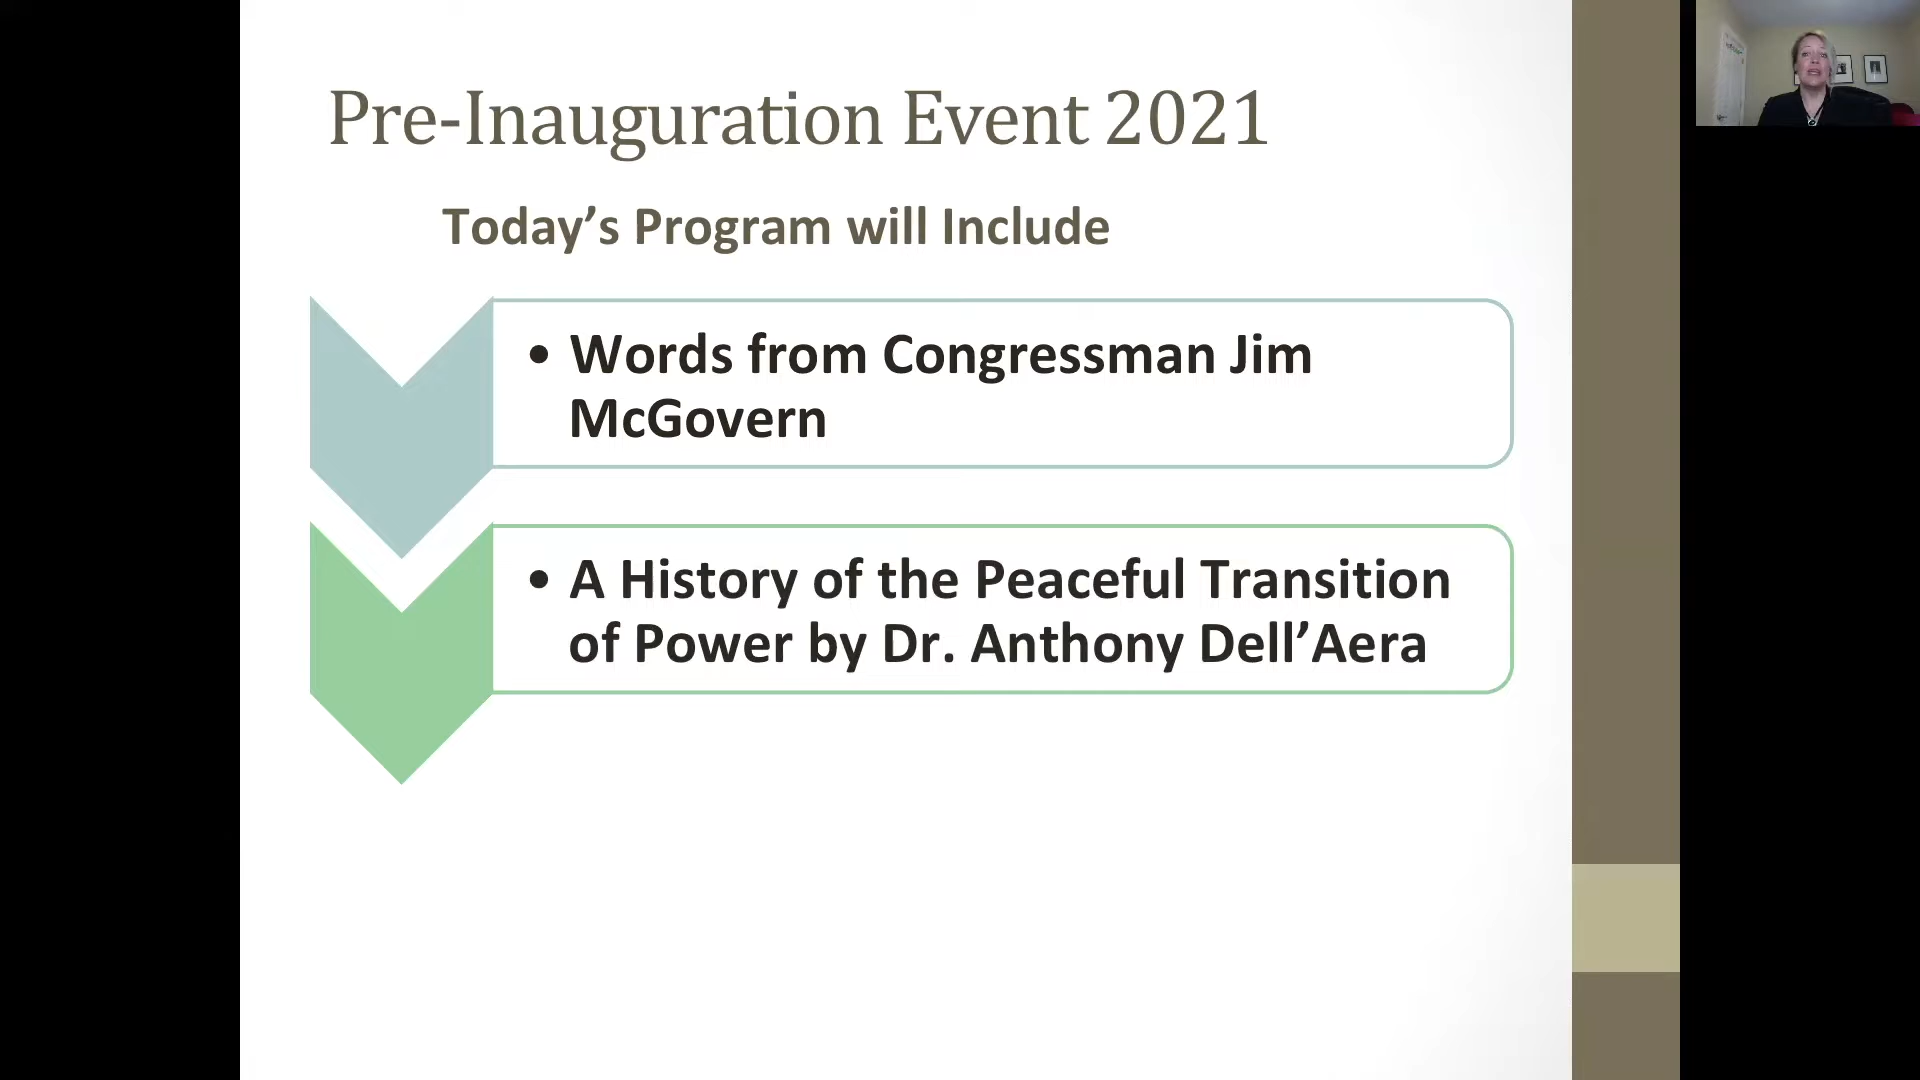 Pre-Inauguration Event 2021
Today’s Program will Include
• Words from Congressman Jim
McGovern
• A History of the Peaceful Transition
of Power by Dr. Anthony Dell’Aera